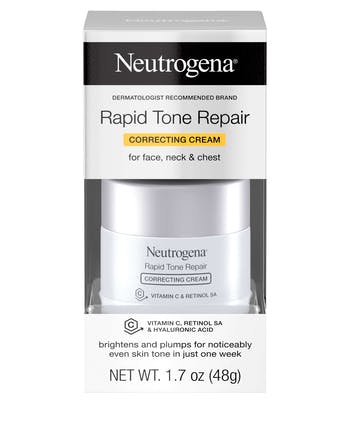 Neutrogena®
DERMATOLOGIST RECOMMENDED BRAND
Rapid Tone Repair
CORRECTING CREAM
for face, neck & chest
Neutrogena®
Rapid Tone Repair
CORRECTING CREAM
C VITAMIN C & RETINOL SA
C VITAMIN C, RETINOL SA
& HYALURONIC ACID
brightens and plumps for noticeably
even skin tone in just one week
NET WT. 1.7 oz (48g)